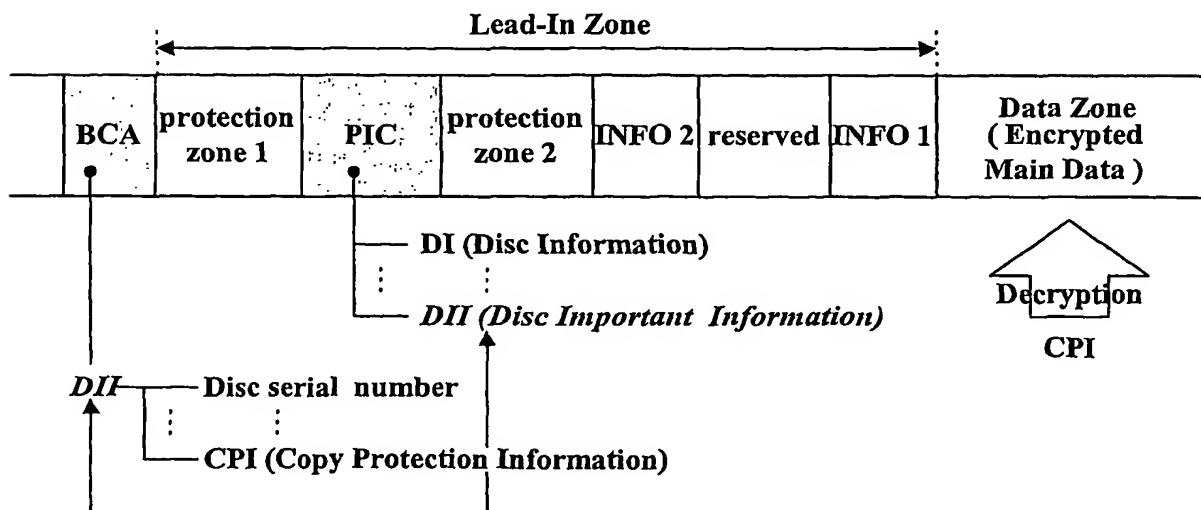 Lead-In Zone
BCA
protection
zone 1
PIC
protection
zone 2
INFO 2
reserved
INFO 1
Data Zone
( Encrypted
Main Data )
DI (Disc Information)
DII (Disc Important Information)
Decryption
CPI
DII
Disc serial number
CPI (Copy Protection Information)